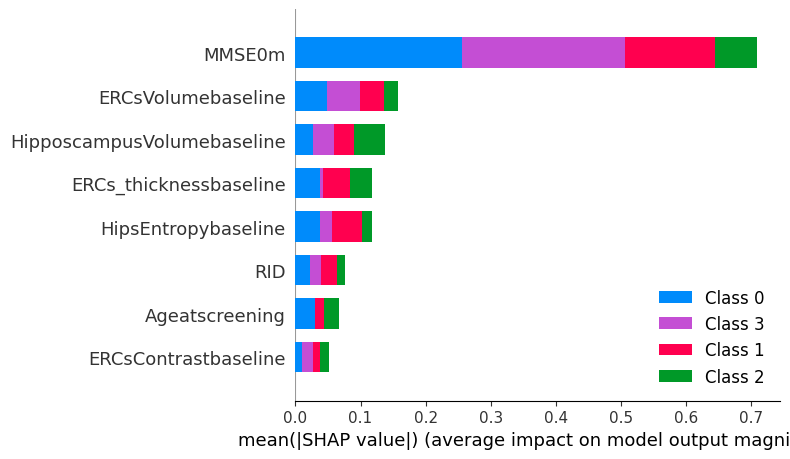 MMSE0m
ERCsVolumebaseline
HipposcampusVolumebaseline
ERCs_thicknessbaseline
HipsEntropybaseline
RID
Ageatscreening
ERCsContrastbaseline
Class 0
Class 3
Class 1
Class 2
0.0 0.1 0.2 0.3 0.4 0.5 0.6 0.7
mean(|SHAP value|) (average impact on model output magni